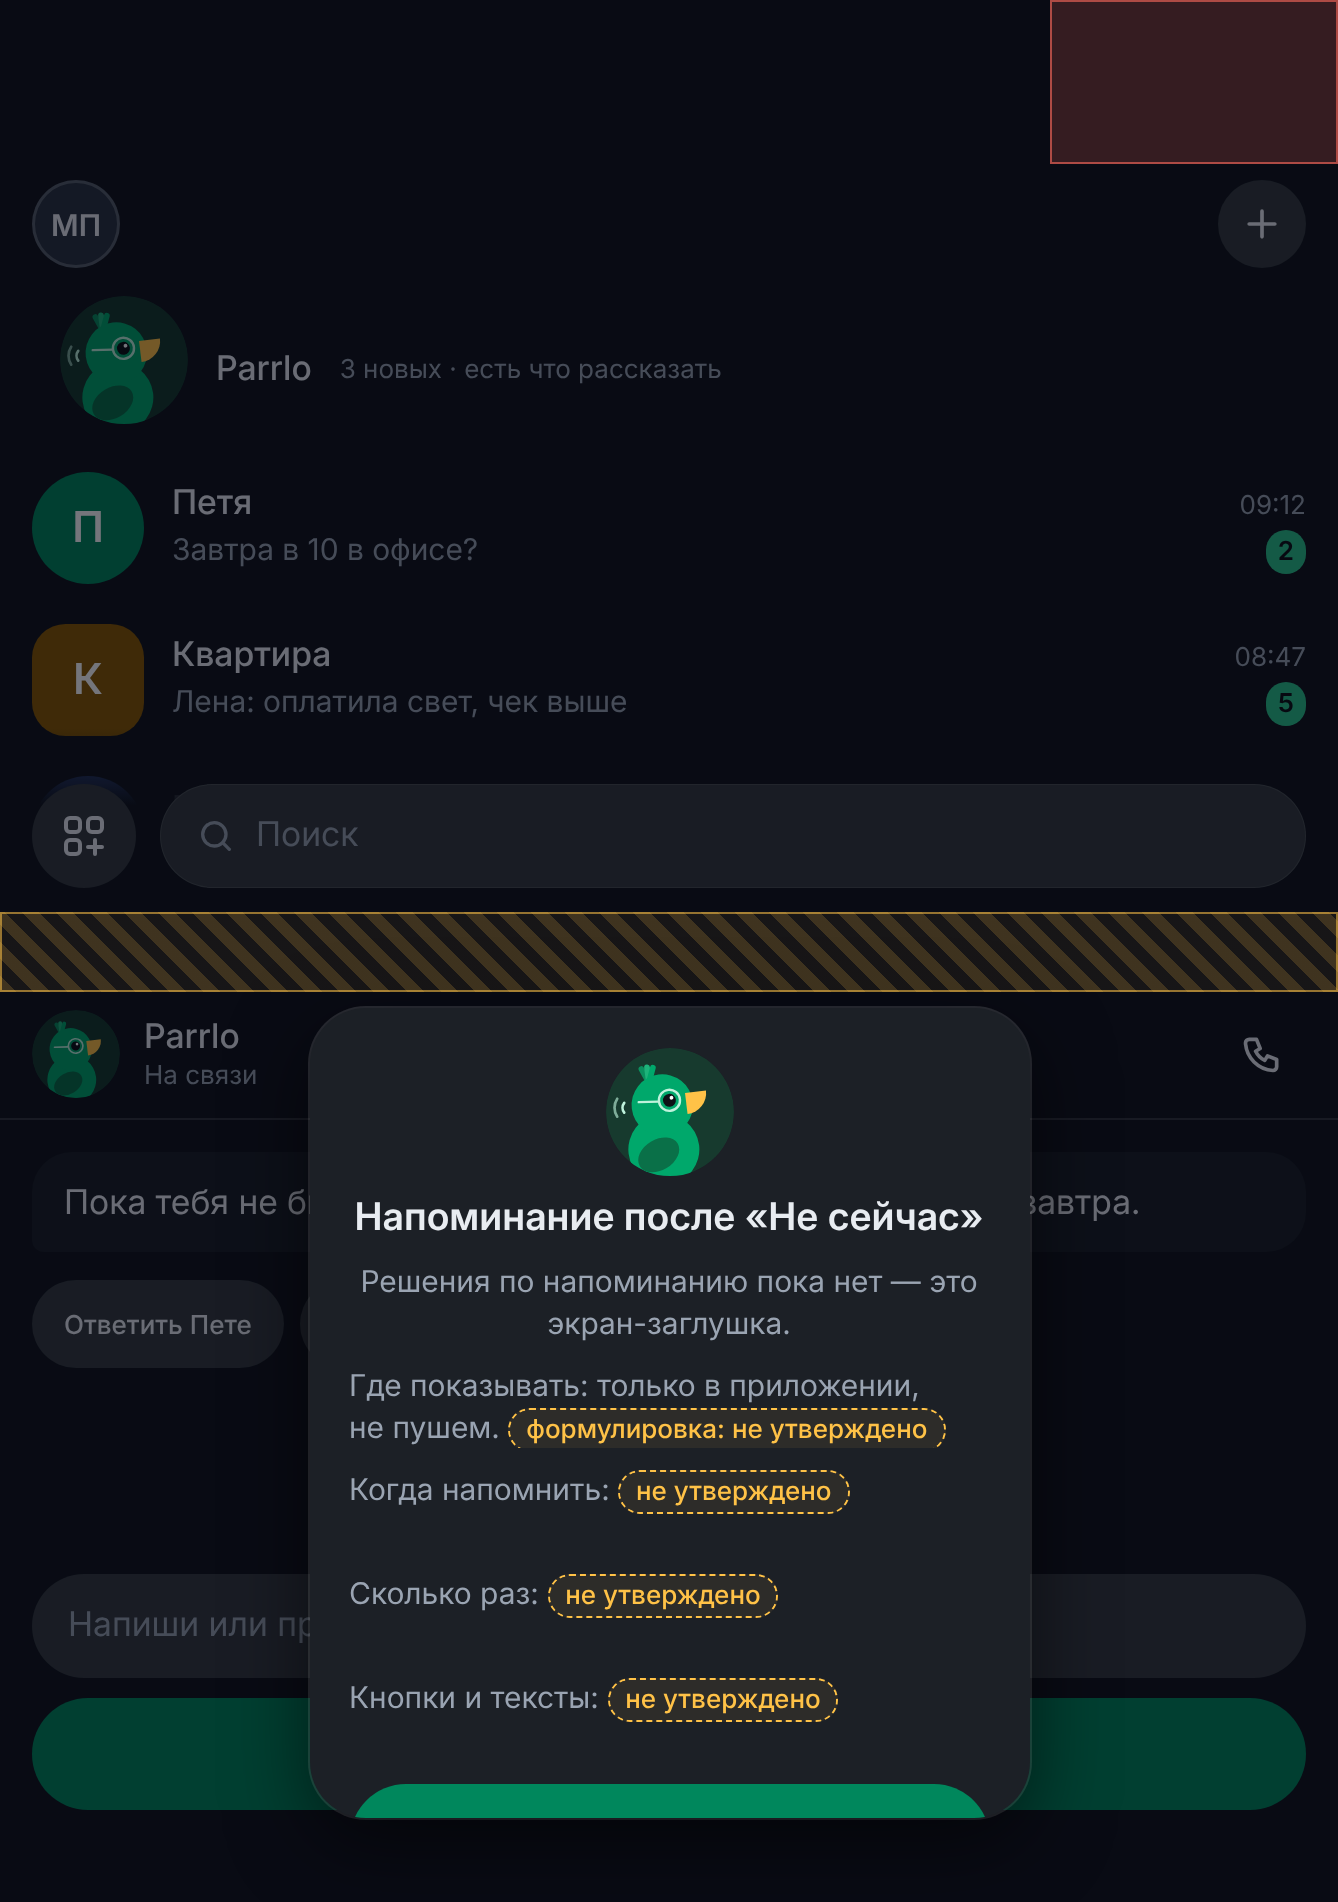 МП
Parrlo 3 новых · есть что рассказать
П
Петя
09:12
Завтра в 10 в офисе?
2
К
Квартира
08:47
Лена: оплатила свет, чек выше
5
Поиск
Parrlo
На связи
Напоминание после «Не сейчас»
Пока тебя не
завтра.
Решения по напоминанию пока нет — это
экран-заглушка.
Ответить Пете
Где показывать: только в приложении,
не пушем. формулировка: не утверждено
Когда напомнить: не утверждено
Сколько раз: не утверждено
Напиши или
Кнопки и тексты: не утверждено